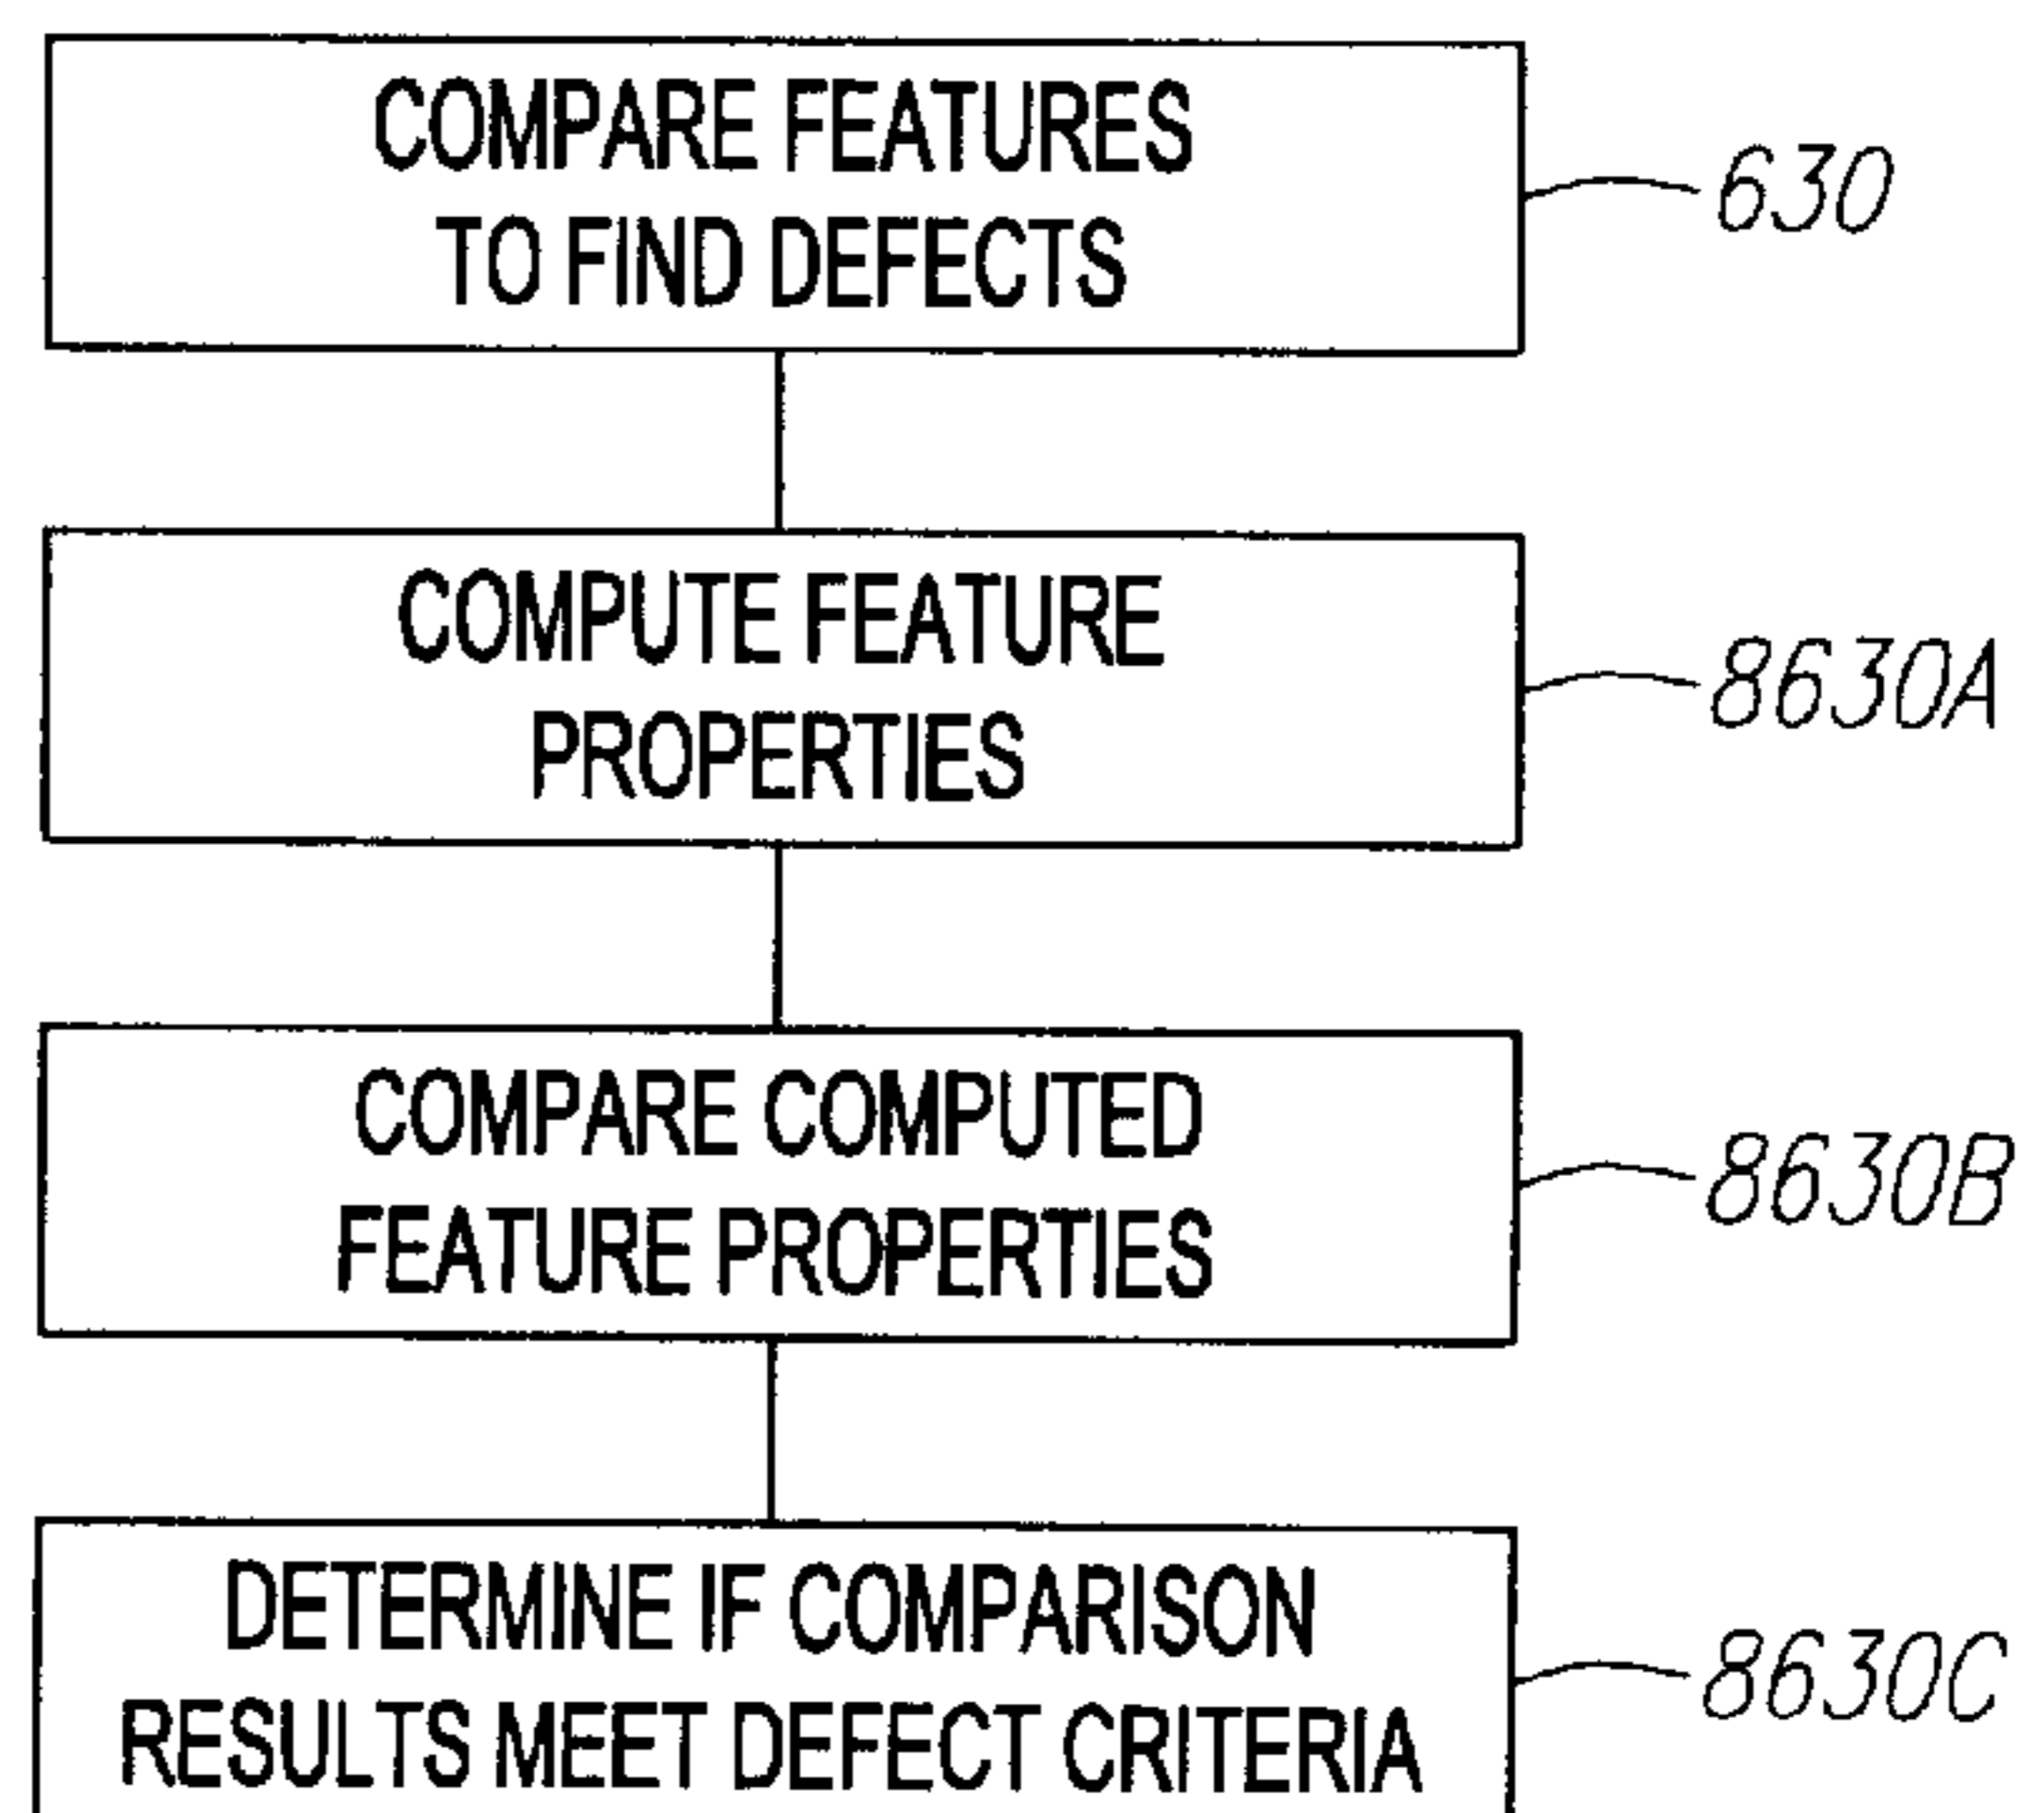 COMPARE FEATURES
TO FIND DEFECTS
630
COMPUTE FEATURE
PROPERTIES
8630A
COMPARE COMPUTED
FEATURE PROPERTIES
8630B
DETERMINE IF COMPARISON
RESULTS MEET DEFECT CRITERIA
8630C